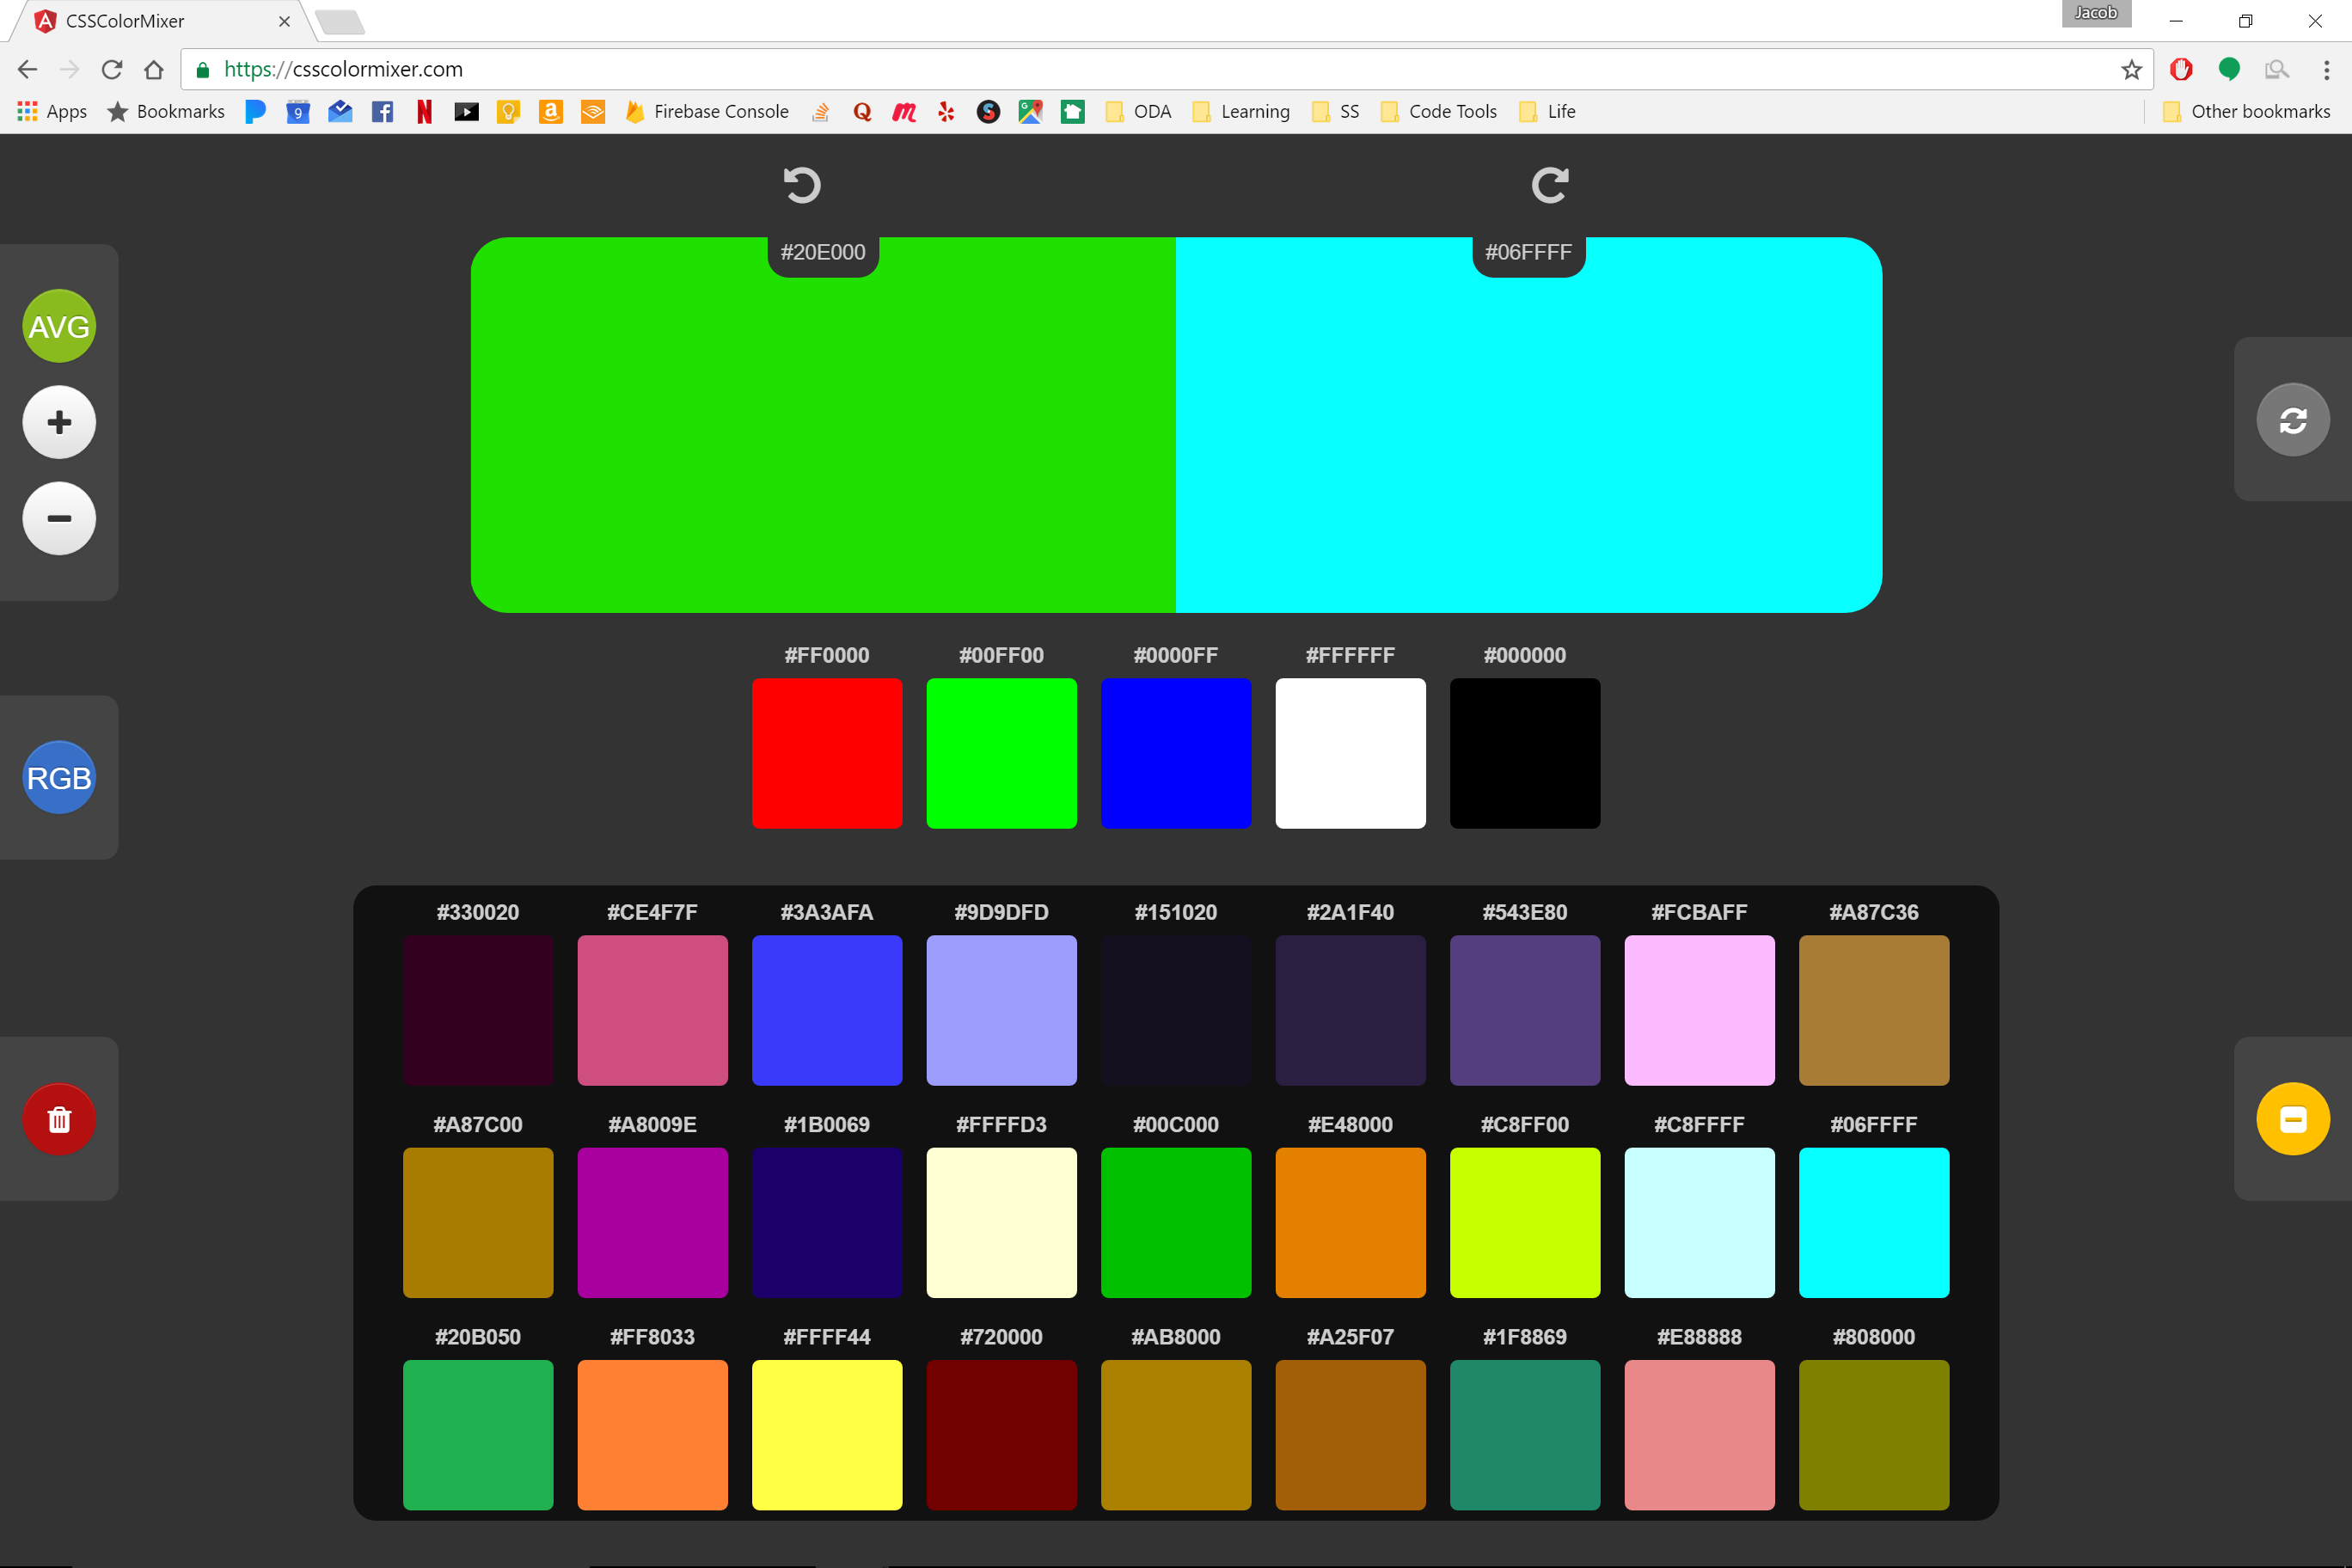 CSSColorMixer
Jacob
https://csscolormixer.com
Apps Bookmarks 9 Firebase Console ODA Learning SS Code Tools Life Other bookmarks
#20E000 #06FFFF
AVG
#FF0000 #00FF00 #0000FF #FFFFFF #000000
RGB
#330020 #CE4F7F #3A3AFA #9D9DFD #151020 #2A1F40 #543E80 #FCBAFF #A87C36
#A87C00 #A8009E #1B0069 #FFFFD3 #00C000 #E48000 #C8FF00 #C8FFFF #06FFFF
#20B050 #FF8033 #FFFF44 #720000 #AB8000 #A25F07 #1F8869 #E88888 #808000